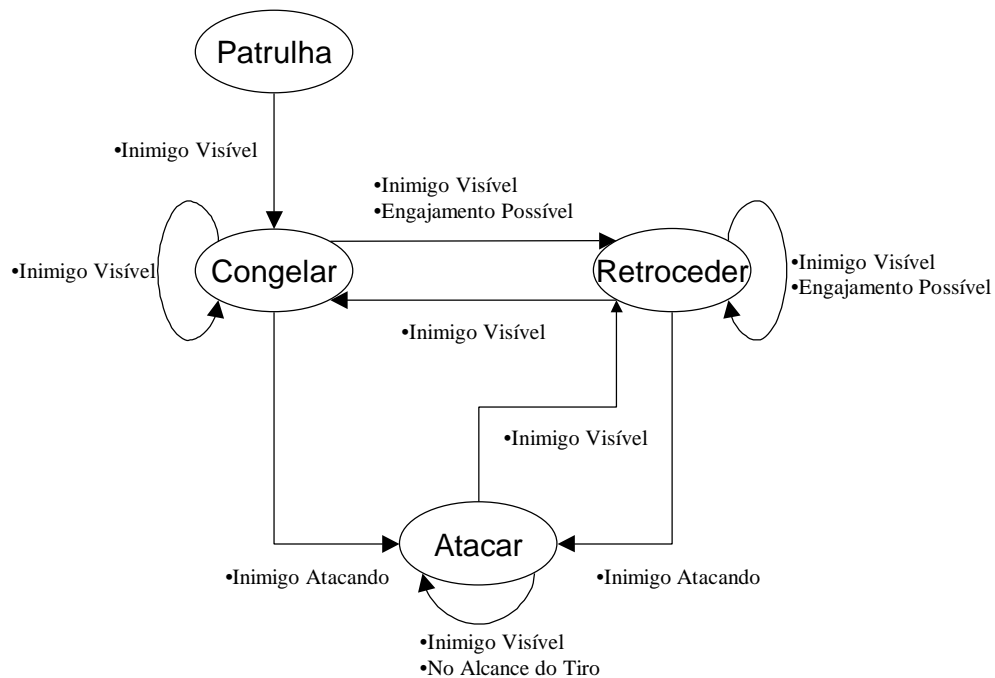 Patrulha
•Inimigo Visível
•Inimigo Visível
•Engajamento Possível
•Inimigo Visível
Congelar
Retroceder
•Inimigo Visível
•Engajamento Possível
•Inimigo Visível
•Inimigo Visível
Atacar
•Inimigo Atacando
•Inimigo Atacando
•Inimigo Visível
•No Alcance do Tiro